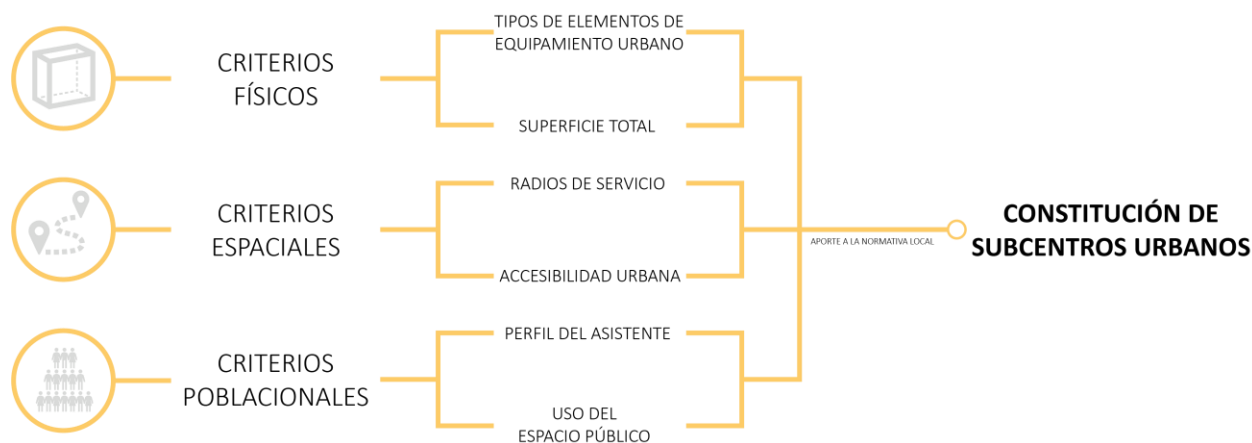 CRITERIOS
FÍSICOS
TIPOS DE ELEMENTOS DE
EQUIPAMIENTO URBANO
SUPERFICIE TOTAL
CRITERIOS
ESPACIALES
RADIOS DE SERVICIO
ACCESIBILIDAD URBANA
CRITERIOS
POBLACIONALES
PERFIL DEL ASISTENTE
USO DEL
ESPACIO PÚBLICO
APORTE A LA NORMATIVA LOCAL
CONSTITUCIÓN DE
SUBCENTROS URBANOS